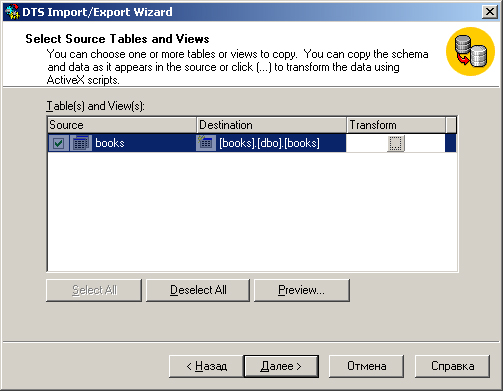 DTS Import/Export Wizard
Select Source Tables and Views
You can choose one or more tables or views to copy. You can copy the schema
and data as it appears in the source or click (...) to transform the data using
ActiveX scripts.
Table(s) and View(s):
Source Destination Transform
books [books].[dbo].[books] ...
Select All Deselect All Preview...
< Назад Далее > Отмена Справка